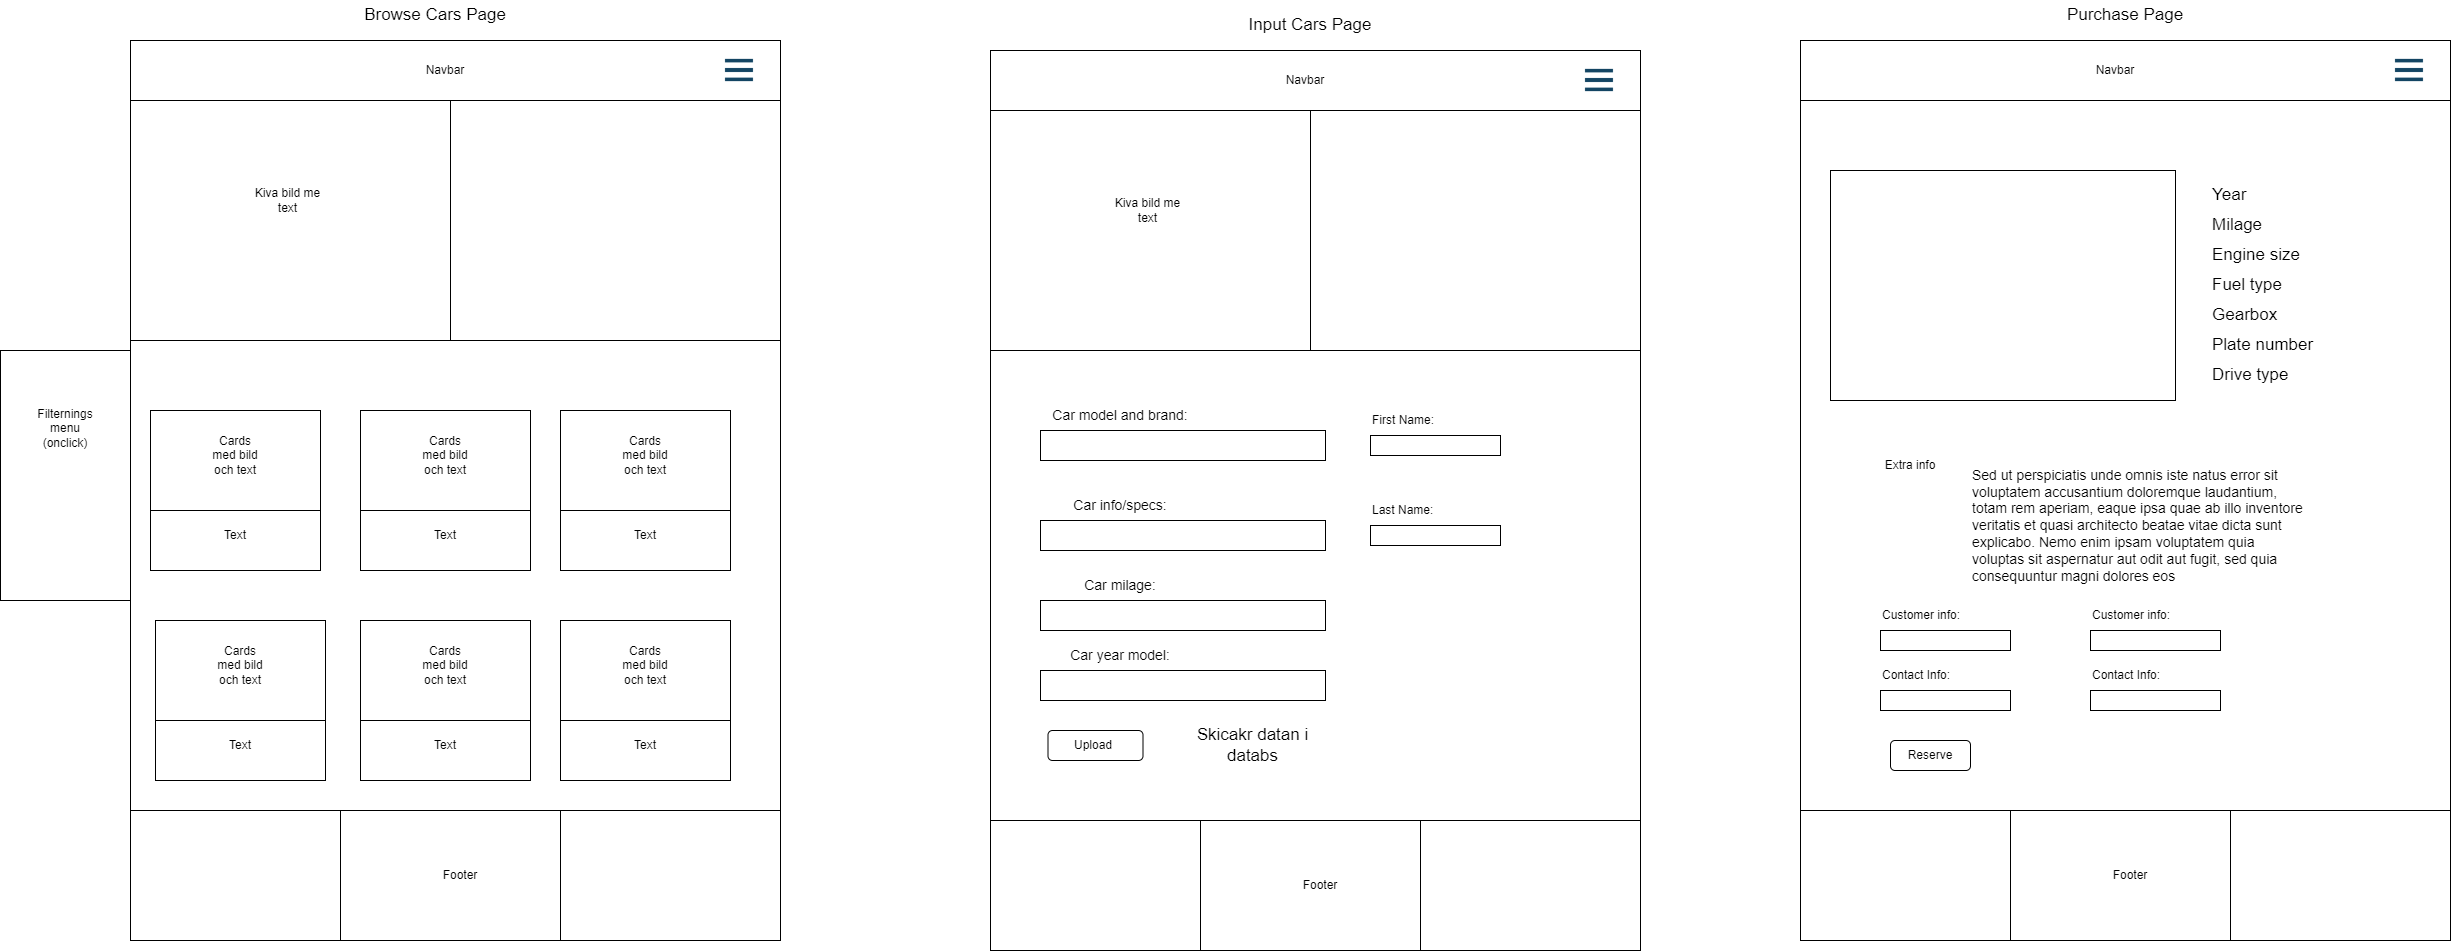 Browse Cars Page
Navbar
Kiva bild me
text
Filternings
menu
(onclick)
Cards
med bild
och text
Text
Cards
med bild
och text
Text
Cards
med bild
och text
Text
Cards
med bild
och text
Text
Cards
med bild
och text
Text
Cards
med bild
och text
Text
Footer
Input Cars Page
Navbar
Kiva bild me
text
Car model and brand:
First Name:
Car info/specs:
Last Name:
Car milage:
Car year model:
Upload
Skicakr datan i
databs
Footer
Purchase Page
Navbar
Year
Milage
Engine size
Fuel type
Gearbox
Plate number
Drive type
Extra info
Sed ut perspiciatis unde omnis iste natus error sit
voluptatem accusantium doloremque laudantium,
totam rem aperiam, eaque ipsa quae ab illo inventore
veritatis et quasi architecto beatae vitae dicta sunt
explicabo. Nemo enim ipsam voluptatem quia
voluptas sit aspernatur aut odit aut fugit, sed quia
consequuntur magni dolores eos
Customer info:
Customer info:
Contact Info:
Contact Info:
Reserve
Footer